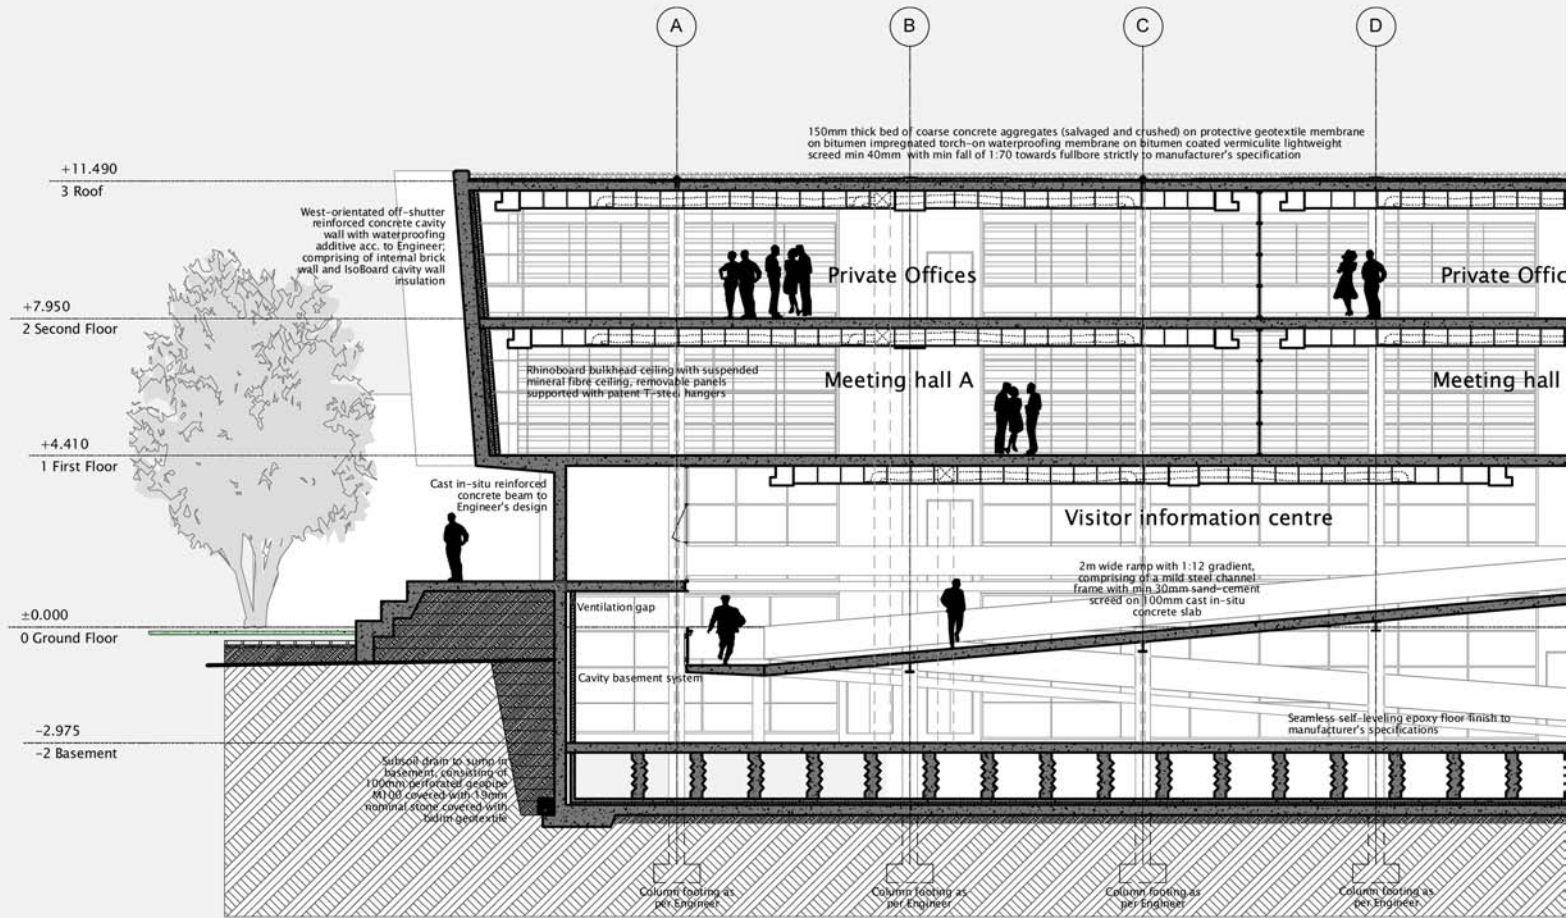 A
B
C
D
150mm thick bed of coarse concrete aggregates (salvaged and crushed) on protective geotextile membrane
on bitumen impregnated torch-on waterproofing membrane on bitumen coated vermiculite lightweight
screed min 40mm with min fall of 1:70 towards fullbore strictly to manufacturer's specification
+11.490
3 Roof
West-orientated off-shutter
reinforced concrete cavity
wall with waterproofing
additive acc. to Engineer;
comprising of internal brick
wall and IsoBoard cavity wall
insulation
Private Offices
Private Offic
+7.950
2 Second Floor
Rhinoboard bulkhead ceiling with suspended
mineral fibre ceiling, removable panels
supported with patent T-steel hangers
Meeting hall A
Meeting hall
+4.410
1 First Floor
Cast in-situ reinforced
concrete beam to
Engineer's design
Visitor information centre
2m wide ramp with 1:12 gradient,
comprising of a mild steel channel
frame with min 30mm sand-cement
screed on 100mm cast in-situ
concrete slab
Ventilation gap
±0.000
0 Ground Floor
Cavity basement system
Seamless self-leveling epoxy floor finish to
manufacturer's specifications
-2.975
-2 Basement
Subsoil drain to sump in
basement, consisting of
100mm perforated geopipe
M100 covered with 19mm
nominal stone covered with
bidim geotextile
Column footing as
per Engineer
Column footing as
per Engineer
Column footing as
per Engineer
Column footing as
per Engineer